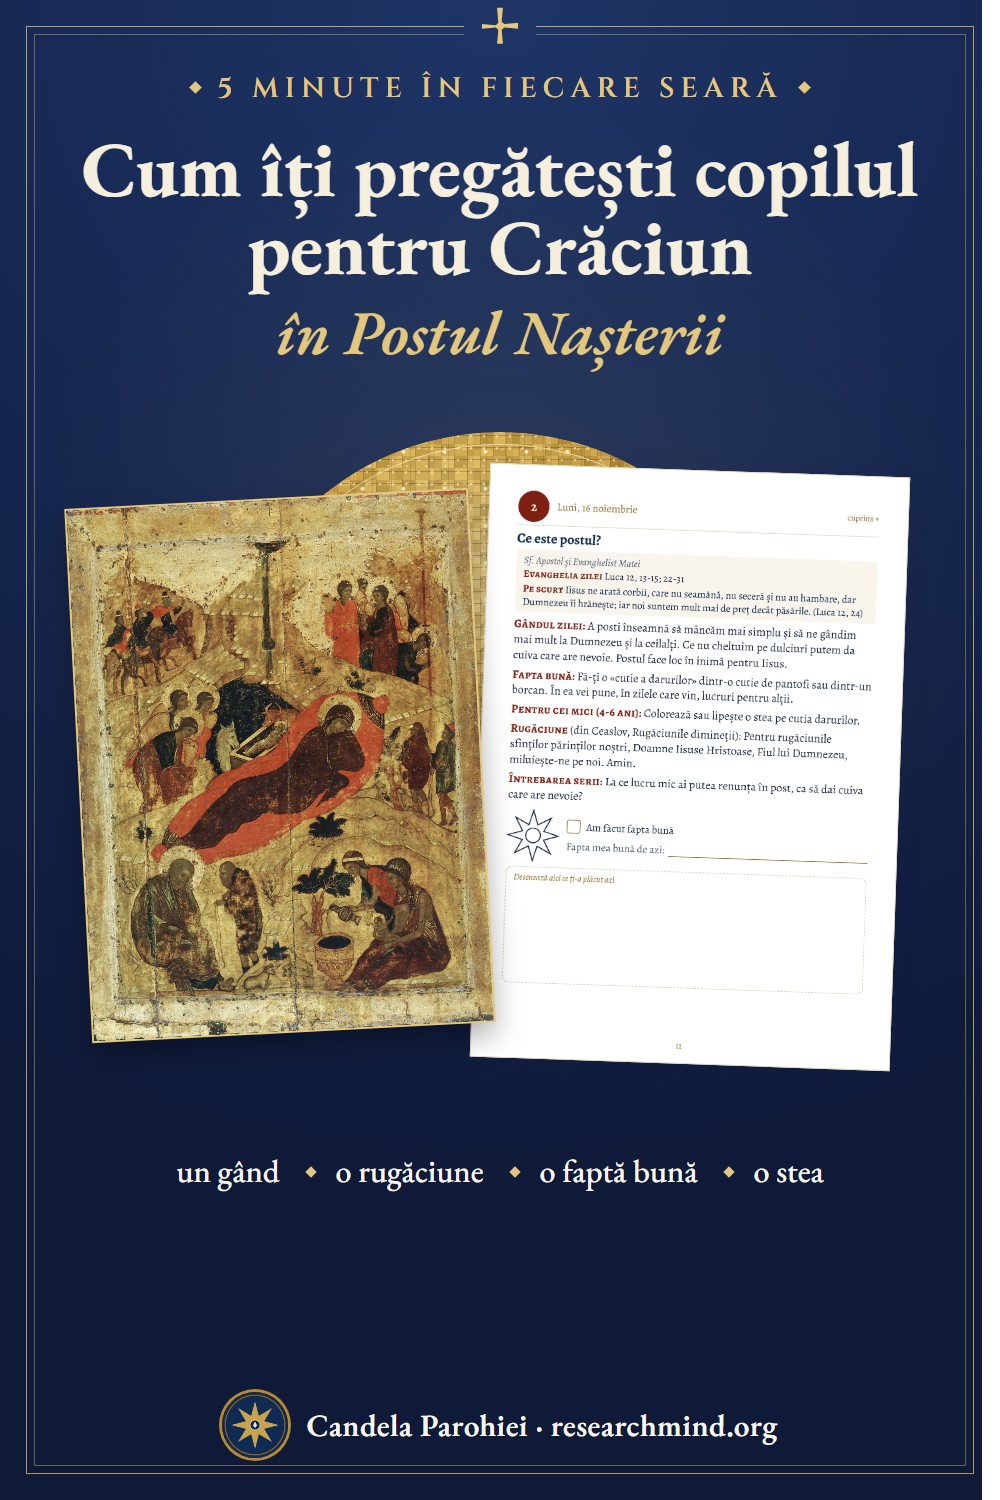 5 MINUTE ÎN FIECARE SEARĂ
Cum îți pregătești copilul
pentru Crăciun
în Postul Nașterii
2
Luni, 16 noiembrie
cuprins ↑
Ce este postul?
Sf. Apostol și Evanghelist Matei
EVANGHELIA ZILEI Luca 12, 13-15; 22-31
PE SCURT Iisus ne arată corbii, care nu seamănă, nu seceră și nu au hambare, dar
Dumnezeu îi hrănește; iar noi suntem mult mai de preț decât păsările. (Luca 12, 24)
GÂNDUL ZILEI: A posti înseamnă să mâncăm mai simplu și să ne gândim
mai mult la Dumnezeu și la ceilalți. Ce nu cheltuim pe dulciuri putem da
cuiva care are nevoie. Postul face loc în inimă pentru Iisus.
FAPTA BUNĂ: Fă-ți o «cutie a darurilor» dintr-o cutie de pantofi sau dintr-un
borcan. În ea vei pune, în zilele care vin, lucruri pentru alții.
PENTRU CEI MICI (4-6 ANI): Colorează sau lipește o stea pe cutia darurilor.
RUGĂCIUNE (din Ceaslov, Rugăciunile dimineții): Pentru rugăciunile
sfinților părinților noștri, Doamne Iisuse Hristoase, Fiul lui Dumnezeu,
miluiește-ne pe noi. Amin.
ÎNTREBAREA SERII: La ce lucru mic ai putea renunța în post, ca să dai cuiva
care are nevoie?
Am făcut fapta bună
Fapta mea bună de azi:
Desenează aici ce ți-a plăcut azi
11
un gând ◆ o rugăciune ◆ o faptă bună ◆ o stea
Candela Parohiei · researchmind.org